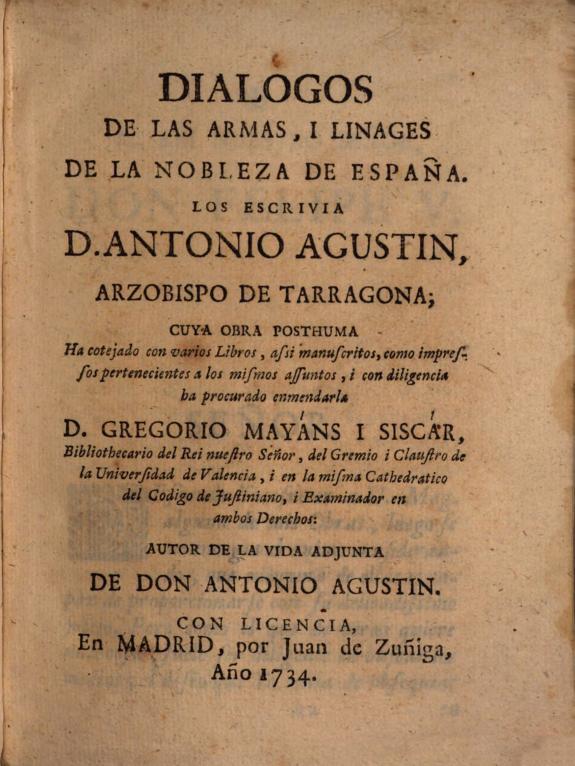 DIALOGOS
DE LAS ARMAS, I LINAGES
DE LA NOBLEZA DE ESPAÑA.
LOS ESCRIVIA
D. ANTONIO AGUSTIN,
ARZOBISPO DE TARRAGONA;
CUYA OBRA POSTHUMA
Ha cotejado con varios Libros, aſsi manuſcritos, como impreſ-
ſos pertenecientes a los miſmos aſſuntos, i con diligencia
ha procurado enmendarla
D. GREGORIO MAYÁNS I SISCÁR,
Bibliothecario del Rei nueſtro Señor, del Gremio i Clauſtro de
la Univerſidad de Valencia, i en la miſma Cathedratico
del Codigo de Juſtiniano, i Examinador en
ambos Derechos:
AUTOR DE LA VIDA ADJUNTA
DE DON ANTONIO AGUSTIN.
CON LICENCIA,
En MADRID, por Juan de Zuñiga,
Año 1734.